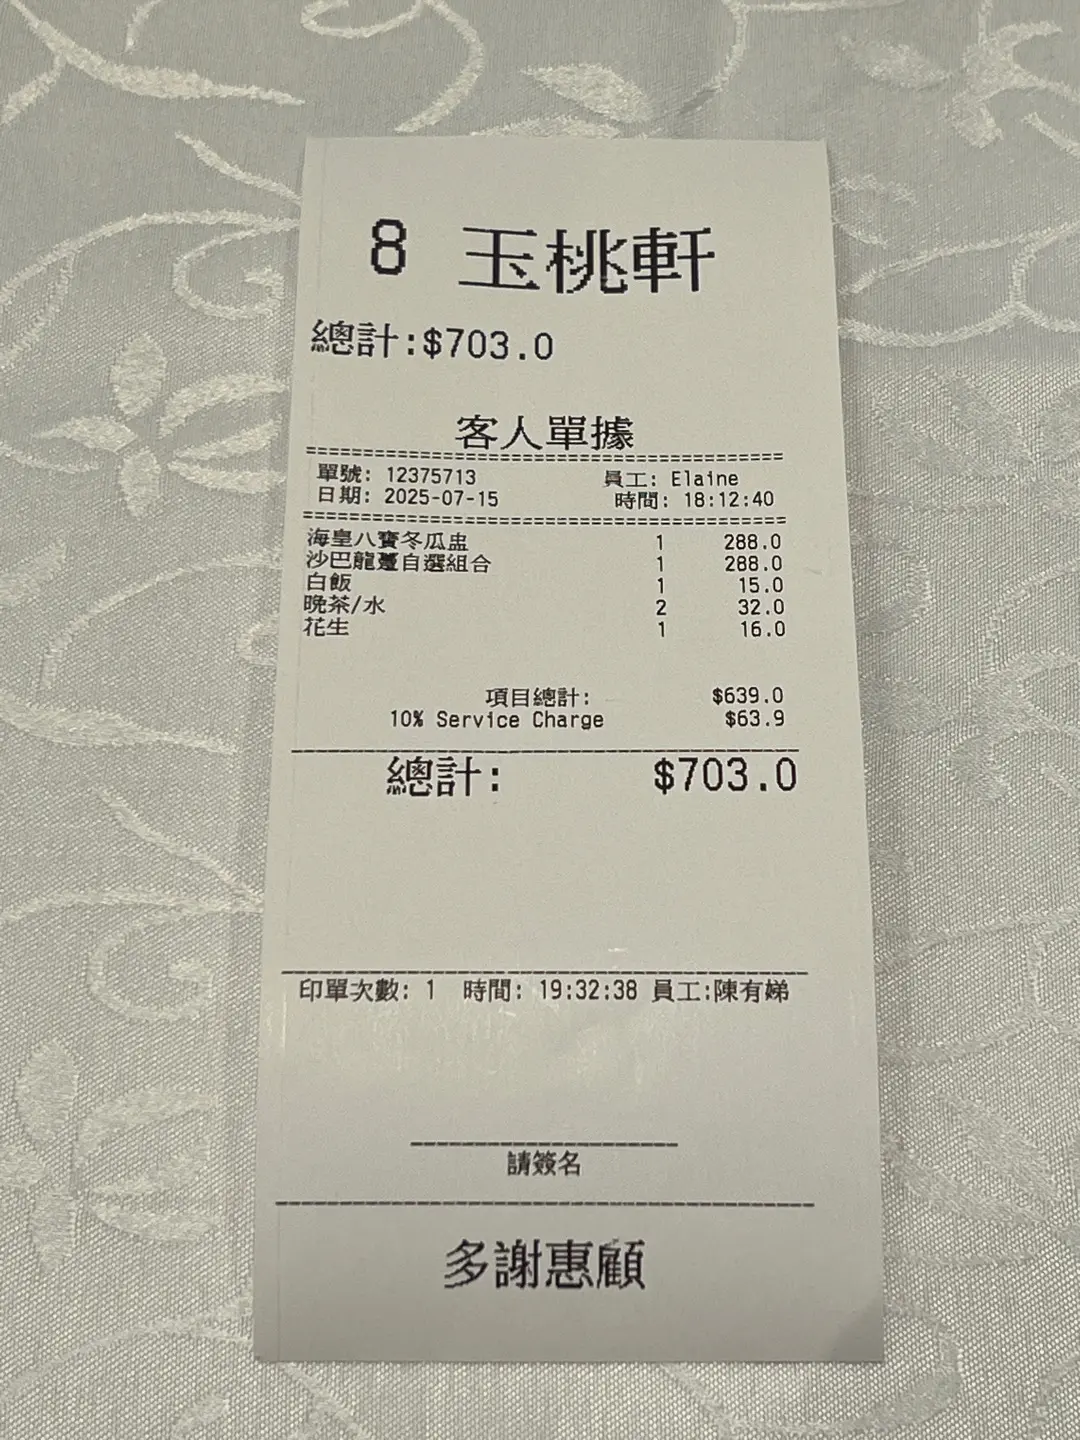 8 玉桃軒
總計:$703.0
客人單據
單號: 12375713 員工: Elaine
日期: 2025-07-15 時間: 18:12:40
海皇八寶冬瓜盅 1 288.0
沙巴龍躉自選組合 1 288.0
白飯 1 15.0
晚茶/水 2 32.0
花生 1 16.0
項目總計: $639.0
10% Service Charge $63.9
總計: $703.0
印單次數: 1 時間: 19:32:38 員工:陳有娣
請簽名
多謝惠顧